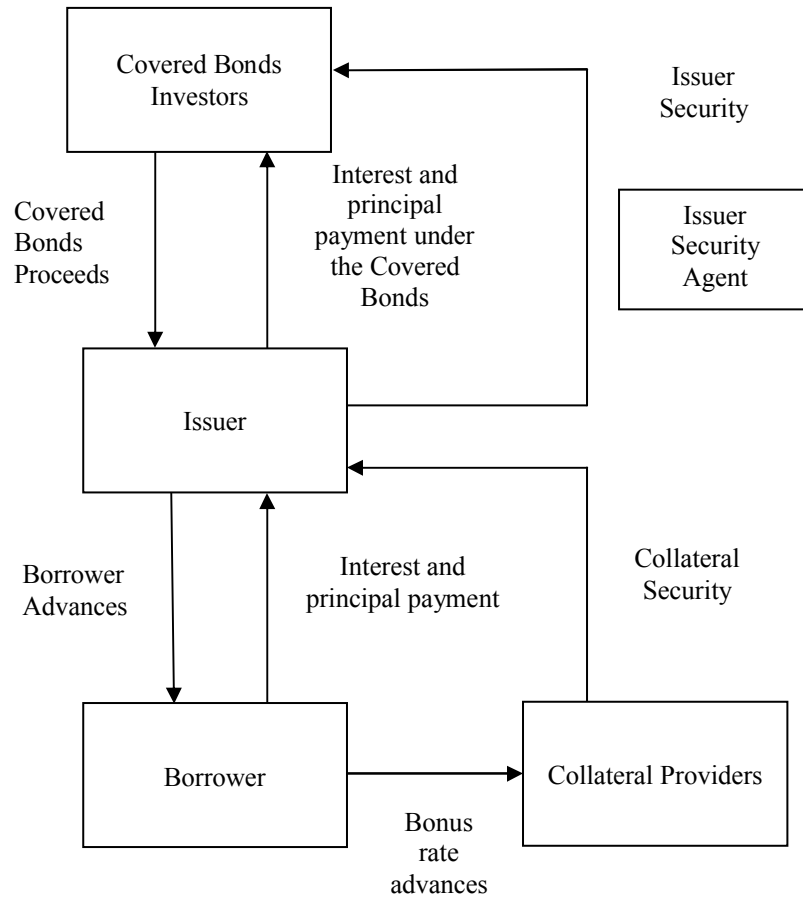 Covered Bonds
Investors
Issuer
Security
Covered
Bonds
Proceeds
Interest and
principal
payment under
the Covered
Bonds
Issuer
Security
Agent
Issuer
Borrower
Advances
Interest and
principal payment
Collateral
Security
Borrower
Collateral Providers
Bonus
rate
advances